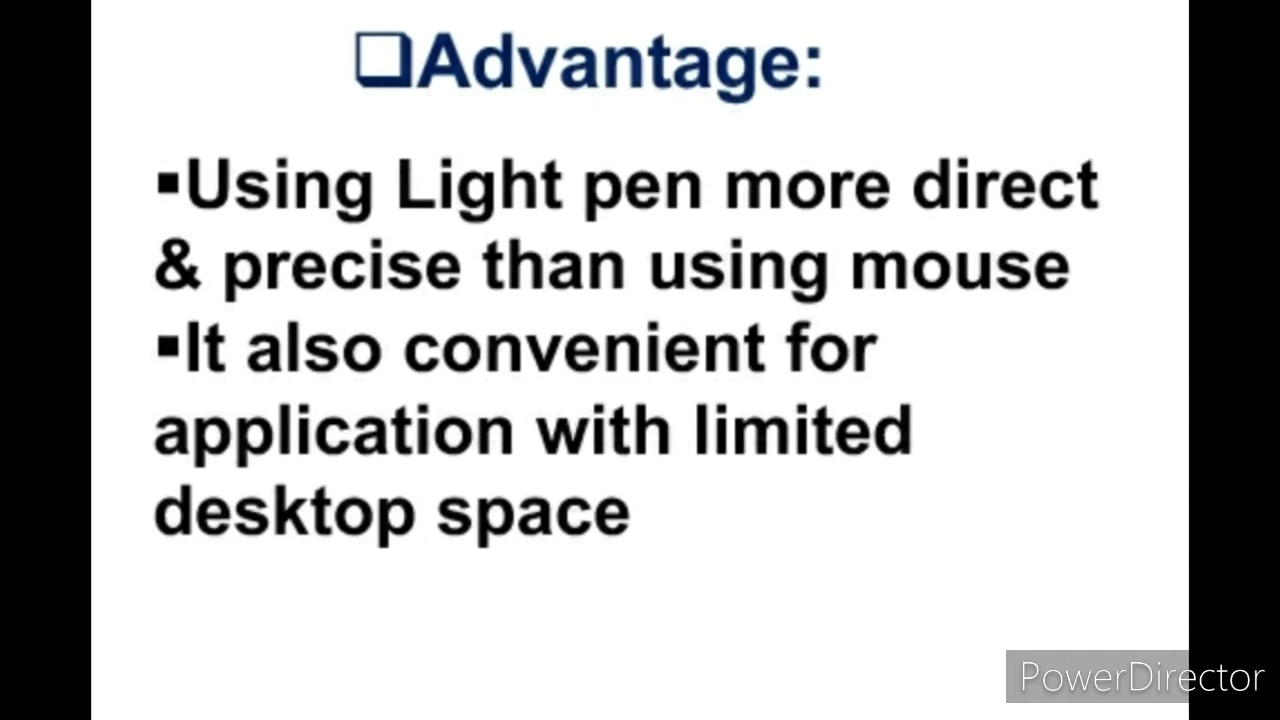 ❑Advantage:
▪Using Light pen more direct
& precise than using mouse
▪It also convenient for
application with limited
desktop space
PowerDirector